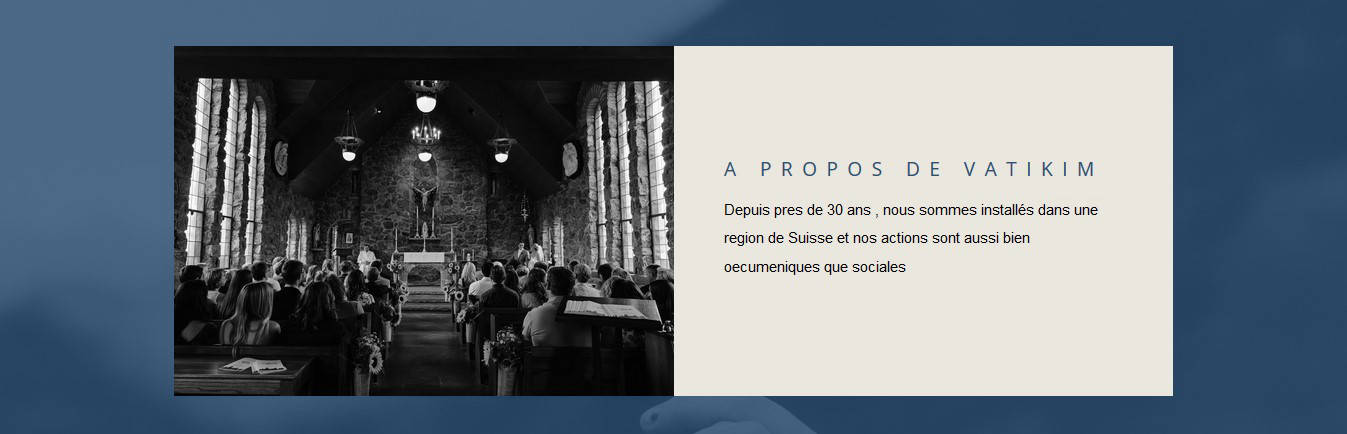 A PROPOS DE VATIKIM
Depuis pres de 30 ans , nous sommes installés dans une
region de Suisse et nos actions sont aussi bien
oecumeniques que sociales